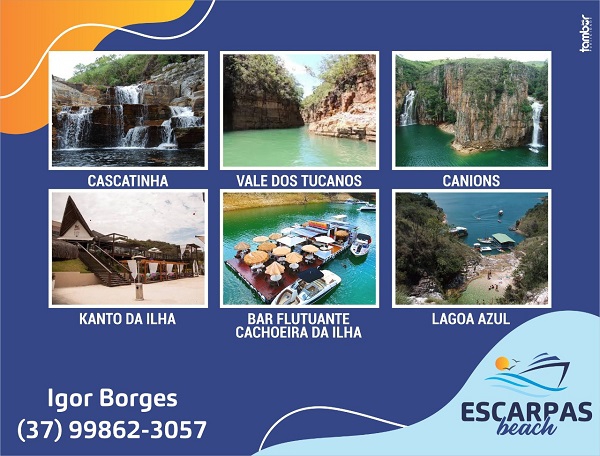 tambor
CASCATINHA
VALE DOS TUCANOS
CANIONS
KANTO DA ILHA
BAR FLUTUANTE
CACHOEIRA DA ILHA
LAGOA AZUL
Igor Borges
(37) 99862-3057
ESCARPAS
beach